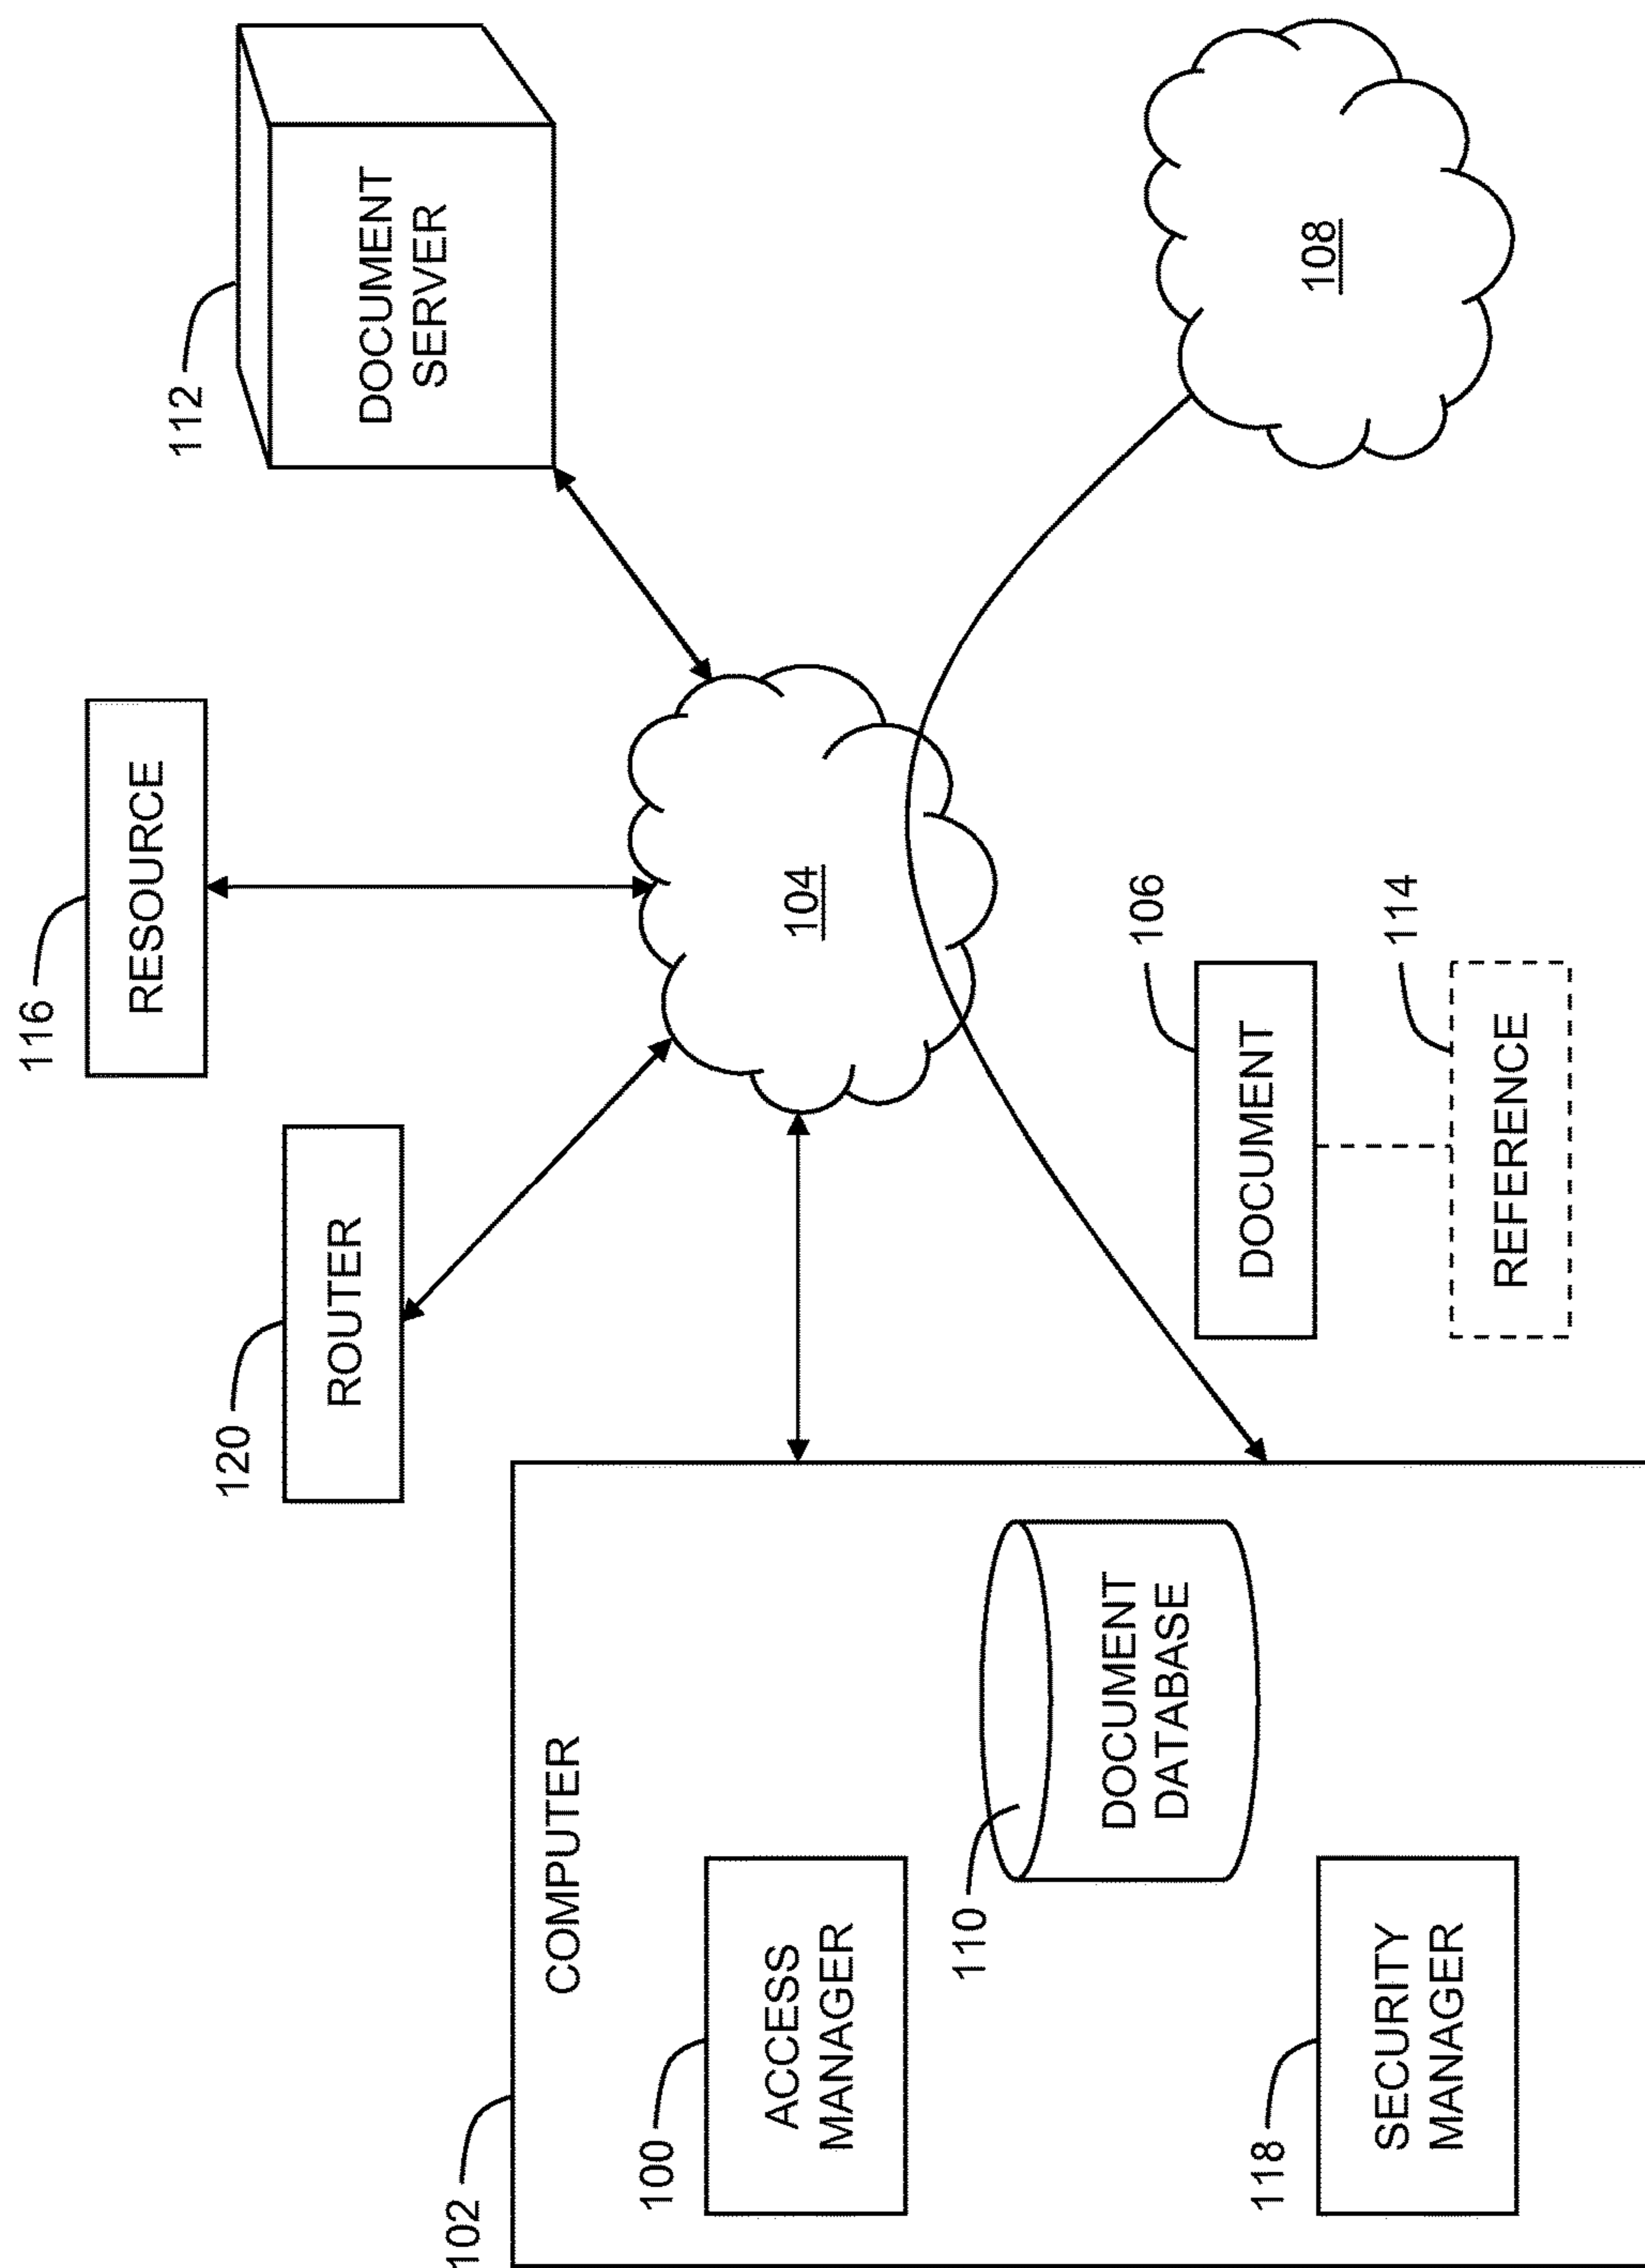 116
RESOURCE
112
120
ROUTER
DOCUMENT
SERVER
102
COMPUTER
100
ACCESS
MANAGER
104
110
DOCUMENT
DATABASE
106
DOCUMENT
108
118
SECURITY
MANAGER
114
REFERENCE